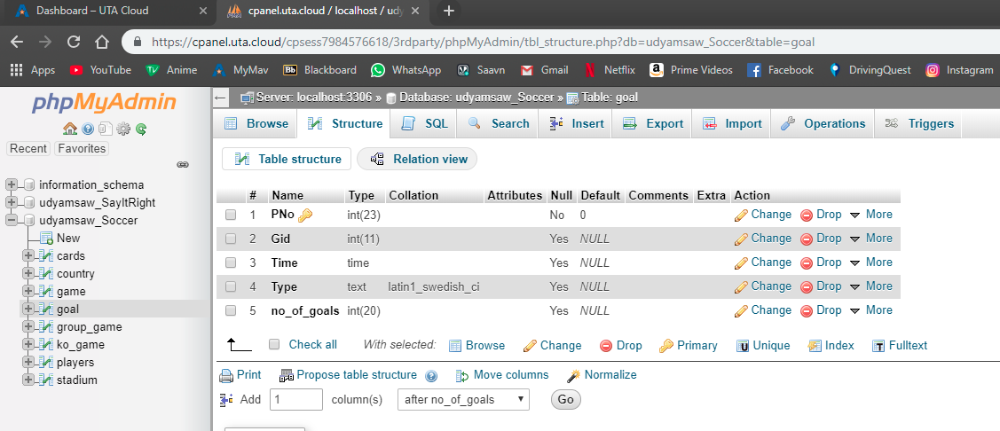 Dashboard – UTA Cloud
cpanel.uta.cloud / localhost / udy
https://cpanel.uta.cloud/cpsess7984576618/3rdparty/phpMyAdmin/tbl_structure.php?db=udyamsaw_Soccer&table=goal
Apps YouTube Anime MyMav Blackboard WhatsApp Saavn Gmail Netflix Prime Videos Facebook DrivingQuest Instagram
phpMyAdmin
Recent Favorites
information_schema
udyamsaw_SayItRight
udyamsaw_Soccer
New
cards
country
game
goal
group_game
ko_game
players
stadium
Server: localhost:3306 » Database: udyamsaw_Soccer » Table: goal
Browse Structure SQL Search Insert Export Import Operations Triggers
Table structure Relation view
# Name Type Collation Attributes Null Default Comments Extra Action
1 PNo int(23) No 0 Change Drop More
2 Gid int(11) Yes NULL Change Drop More
3 Time time Yes NULL Change Drop More
4 Type text latin1_swedish_ci Yes NULL Change Drop More
5 no_of_goals int(20) Yes NULL Change Drop More
Check all With selected: Browse Change Drop Primary Unique Index Fulltext
Print Propose table structure Move columns Normalize
Add 1 column(s) after no_of_goals Go